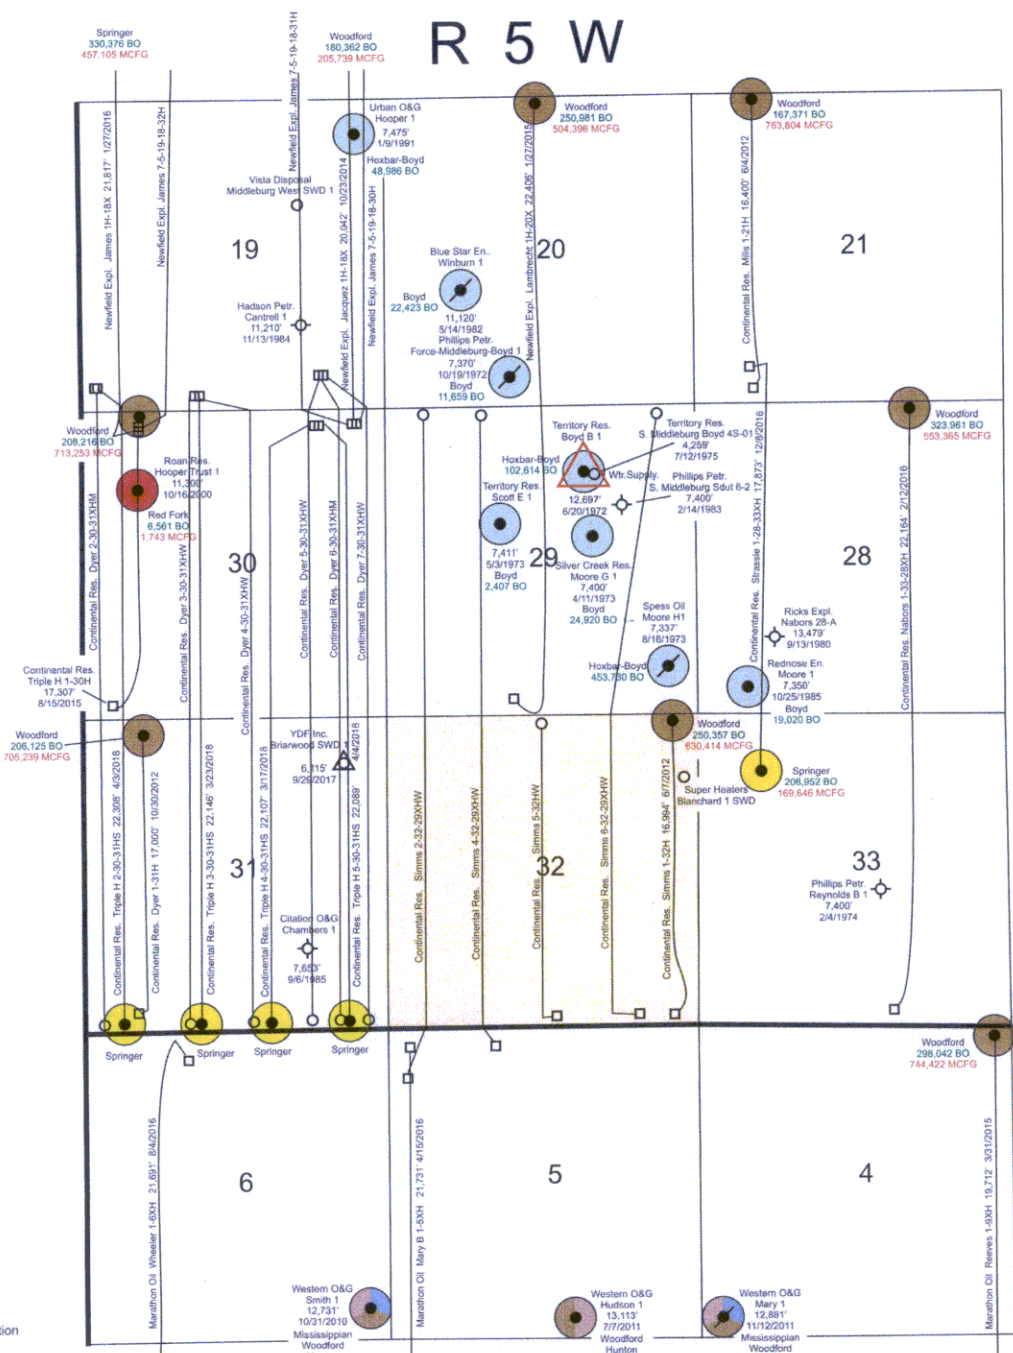 R 5 W
Springer
330,376 BO
457,105 MCFG
Woodford
180,362 BO
205,739 MCFG
Newfield Expl. James 1H-18X 21,817' 1/27/2016
Newfield Expl. James 7-5-19-18-32H
Newfield Expl. James 7-5-19-18-31H
Newfield Expl. Jacquez 1H-18X 20,042' 10/23/2014
Newfield Expl. James 7-5-19-18-30H
Urban O&G
Hooper 1
7,475'
1/9/1991
Hoxbar-Boyd
48,986 BO
Vista Disposal
Middleburg West SWD 1
19
Hadson Petr.
Cantrell 1
11,210'
11/13/1984
Woodford
250,981 BO
504,396 MCFG
Newfield Expl. Lambrecht 1H-20X 22,406' 1/27/2015
20
Blue Star En..
Winburn 1
Boyd
22,423 BO
11,120'
5/14/1982
Phillips Petr.
Force-Middleburg-Boyd 1
7,370'
10/19/1972
Boyd
11,659 BO
Woodford
167,371 BO
763,804 MCFG
Continental Res. Mills 1-21H 16,400' 6/4/2012
21
Woodford
208,216 BO
713,253 MCFG
Roan Res.
Hooper Trust 1
11,300'
10/16/2000
Red Fork
6,561 BO
1,743 MCFG
Continental Res. Dyer 2-30-31XHM
Continental Res. Dyer 3-30-31XHW
Continental Res. Dyer 4-30-31XHW
Continental Res. Dyer 5-30-31XHW
Continental Res. Dyer 6-30-31XHM
Continental Res. Dyer 7-30-31XHW
30
Continental Res.
Triple H 1-30H
17,307'
8/15/2015
Territory Res.
Boyd B 1
Hoxbar-Boyd
102,614 BO
12,697'
6/20/1972
Territory Res.
S. Middleburg Boyd 4S-01
4,259'
7/12/1975
Wtr.Supply
Phillips Petr.
S. Middleburg Sdut 6-2
7,400'
2/14/1983
Territory Res.
Scott E 1
7,411'
5/3/1973
Boyd
2,407 BO
29
Silver Creek Res.
Moore G 1
7,400'
4/11/1973
Boyd
24,920 BO
Spess Oil
Moore H1
7,337'
8/16/1973
Hoxbar-Boyd
453,730 BO
Continental Res. Strassle 1-28-33XH 17,873' 12/8/2016
28
Woodford
323,961 BO
553,365 MCFG
Continental Res. Nabors 1-33-28XH 22,164' 2/12/2016
Ricks Expl.
Nabors 28-A
13,479'
9/13/1980
Rednose En.
Moore 1
7,350'
10/25/1985
Boyd
19,020 BO
Woodford
206,125 BO
705,239 MCFG
Continental Res. Triple H 2-30-31HS 22,308' 4/3/2018
Continental Res. Dyer 1-31H 17,000' 10/30/2012
Continental Res. Triple H 3-30-31HS 22,146' 3/23/2018
Continental Res. Triple H 4-30-31HS 22,107' 3/17/2018
Continental Res. Triple H 5-30-31HS 22,089' 4/4/2018
31
YDF Inc.
Briarwood SWD 1
6,115'
9/29/2017
Citation O&G
Chambers 1
7,653'
9/6/1985
Springer
Springer
Springer
Springer
Continental Res. Simms 2-32-29XHW
Continental Res. Simms 4-32-29XHW
Continental Res. Simms 5-32HW
Continental Res. Simms 6-32-29XHW
Continental Res. Simms 1-32H 16,994' 6/7/2012
32
Woodford
250,357 BO
630,414 MCFG
Super Heaters
Blanchard 1 SWD
Springer
206,952 BO
169,646 MCFG
33
Phillips Petr.
Reynolds B 1
7,400'
2/4/1974
Woodford
298,042 BO
744,422 MCFG
Marathon Oil Wheeler 1-6XH 21,691' 8/4/2016
6
Marathon Oil Mary B 1-5XH 21,731' 4/15/2016
5
4
Marathon Oil Reeves 1-9XH 19,712' 3/31/2015
Western O&G
Smith 1
12,731'
10/31/2010
Mississippian
Woodford
Western O&G
Hudson 1
13,113'
7/7/2011
Woodford
Hunton
Western O&G
Mary 1
12,881'
11/12/2011
Mississippian
Woodford